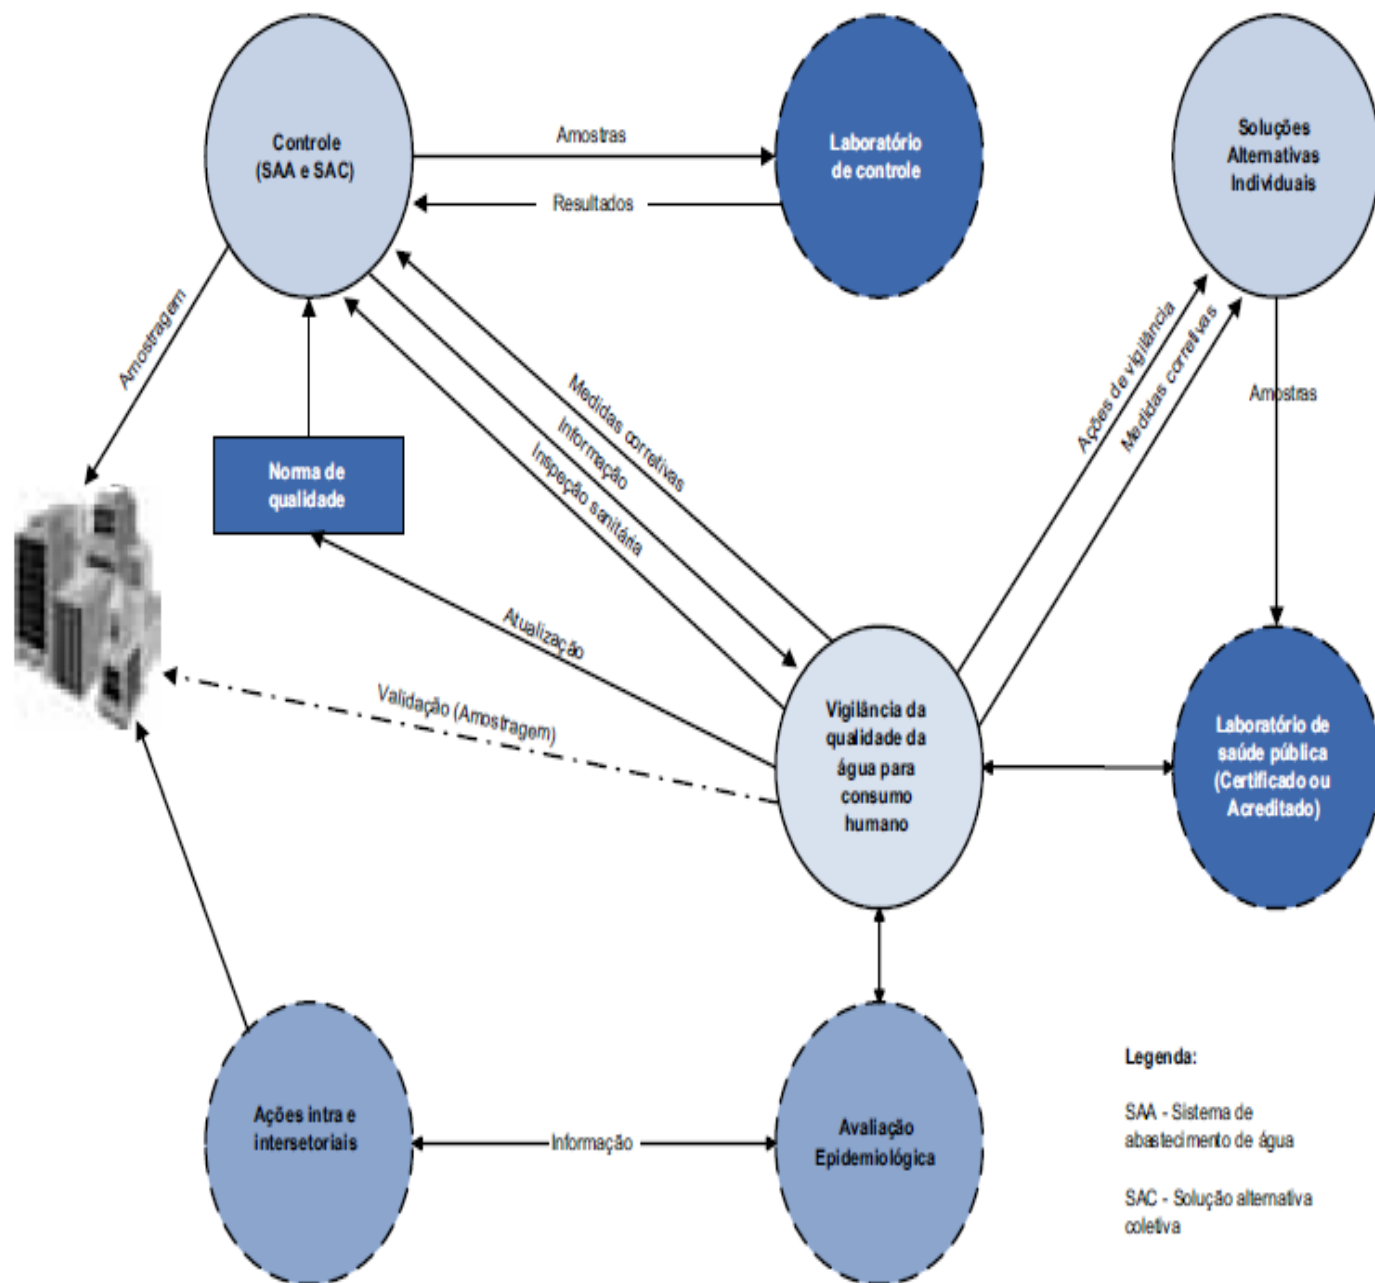 Controle
(SAA e SAC)
Amostras
Resultados
Laboratório
de controle
Soluções
Alternativas
Individuais
Amostragem
Medidas corretivas
Informação
Inspeção sanitária
Ações de vigilância
Medidas corretivas
Amostras
Norma de
qualidade
Atualização
Validação (Amostragem)
Vigilância da
qualidade da
água para
consumo
humano
Laboratório de
saúde pública
(Certificado ou
Acreditado)
Ações intra e
intersetoriais
Informação
Avaliação
Epidemiológica
Legenda:
SAA - Sistema de
abastecimento de água
SAC - Solução alternativa
coletiva